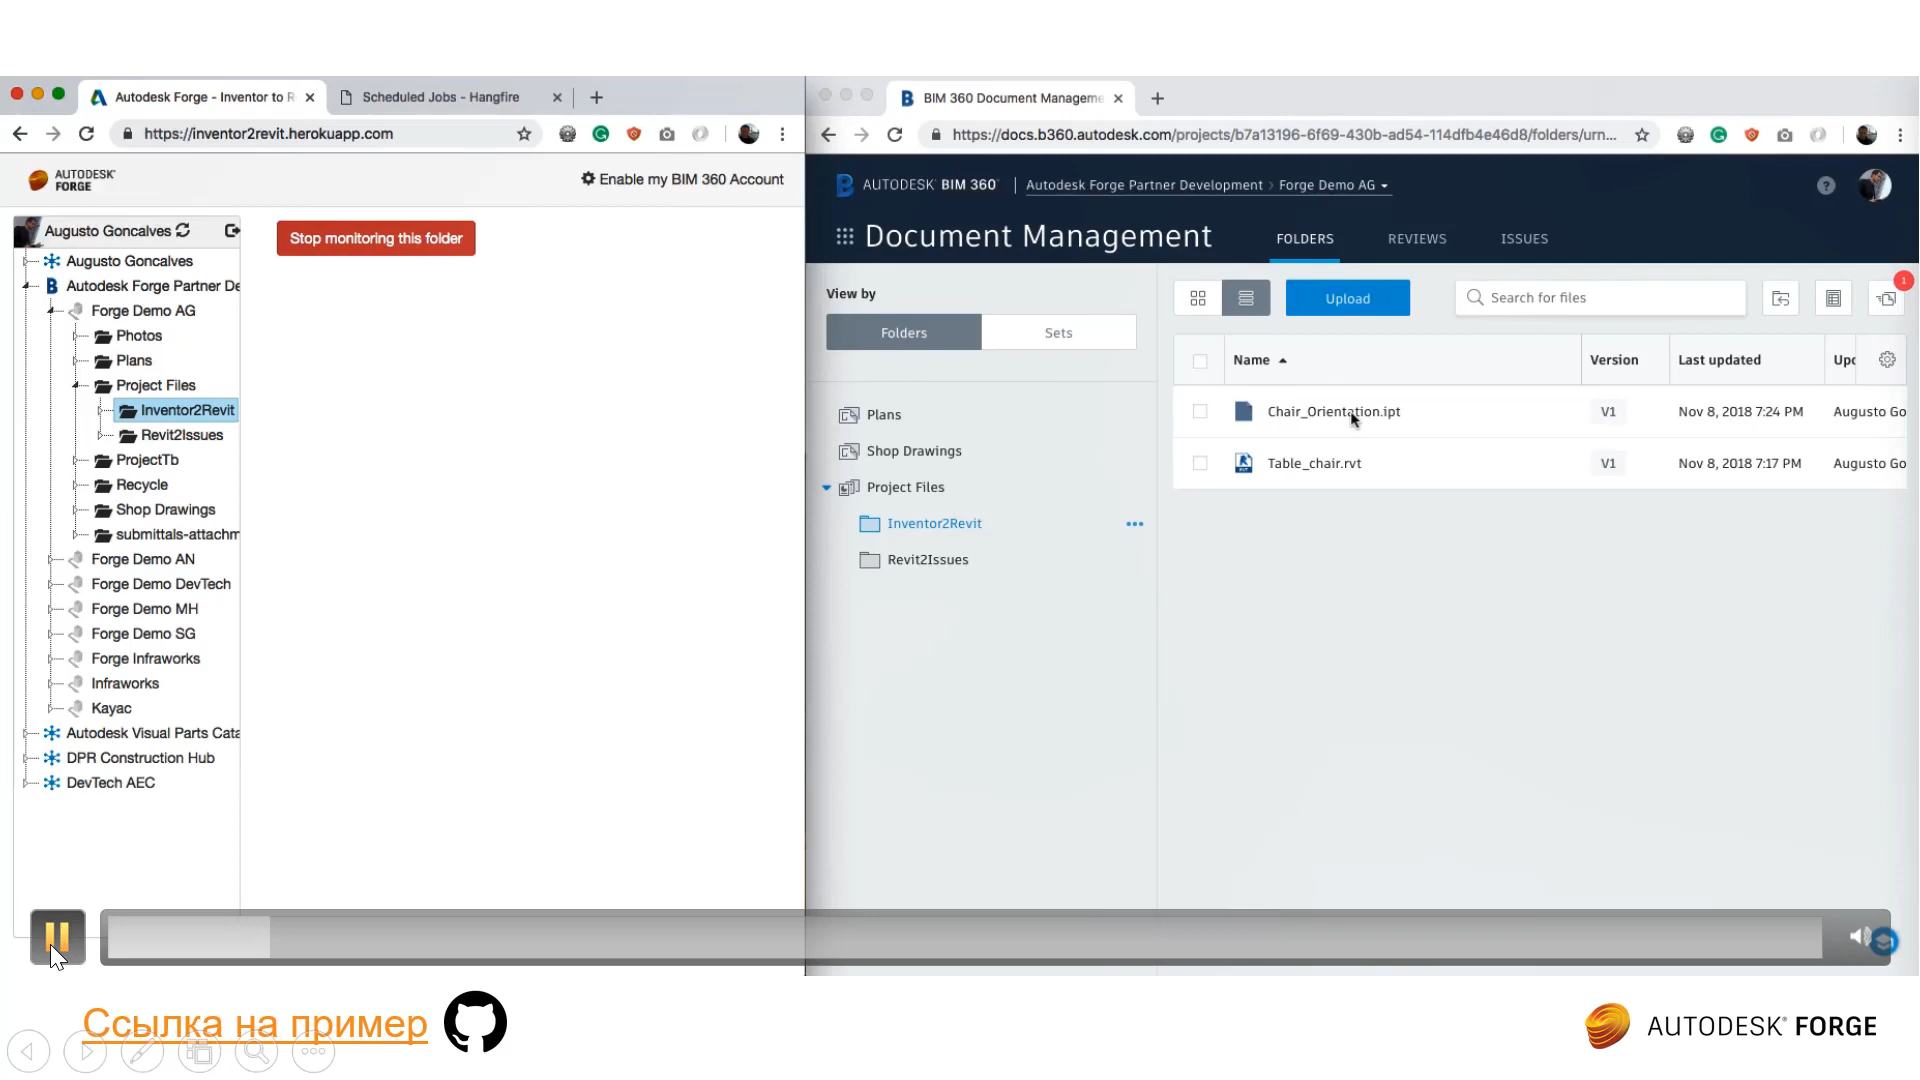 Autodesk Forge - Inventor to R
Scheduled Jobs - Hangfire
https://inventor2revit.herokuapp.com
AUTODESK®
FORGE
Enable my BIM 360 Account
Augusto Goncalves
Stop monitoring this folder
Augusto Goncalves
Autodesk Forge Partner De
Forge Demo AG
Photos
Plans
Project Files
Inventor2Revit
Revit2Issues
ProjectTb
Recycle
Shop Drawings
submittals-attachm
Forge Demo AN
Forge Demo DevTech
Forge Demo MH
Forge Demo SG
Forge Infraworks
Infraworks
Kayac
Autodesk Visual Parts Cata
DPR Construction Hub
DevTech AEC
BIM 360 Document Manageme
https://docs.b360.autodesk.com/projects/b7a13196-6f69-430b-ad54-114dfb4e46d8/folders/urn...
AUTODESK® BIM 360™
Autodesk Forge Partner Development > Forge Demo AG
Document Management
FOLDERS
REVIEWS
ISSUES
View by
Folders
Sets
Upload
Search for files
1
Plans
Shop Drawings
Project Files
Inventor2Revit
Revit2Issues
Name Version Last updated Upc
Chair_Orientation.ipt V1 Nov 8, 2018 7:24 PM Augusto Go
Table_chair.rvt V1 Nov 8, 2018 7:17 PM Augusto Go
Ссылка на пример
AUTODESK® FORGE